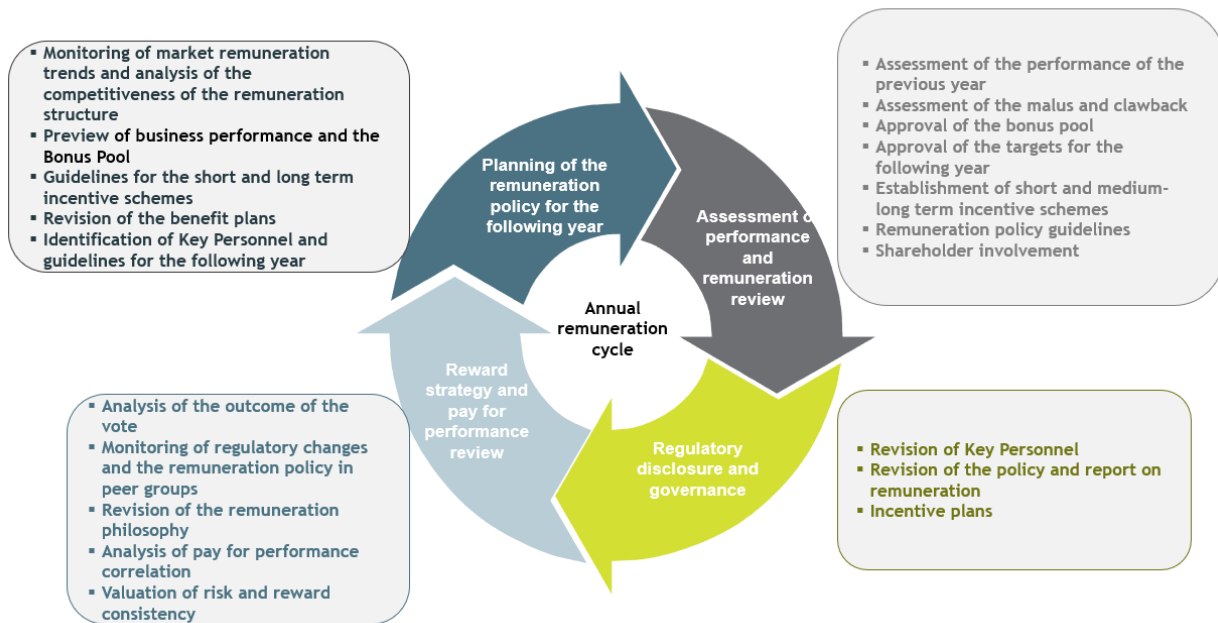 ▪ Monitoring of market remuneration
trends and analysis of the
competitiveness of the remuneration
structure
▪ Preview of business performance and the
Bonus Pool
▪ Guidelines for the short and long term
incentive schemes
▪ Revision of the benefit plans
▪ Identification of Key Personnel and
guidelines for the following year
▪ Assessment of the performance of the
previous year
▪ Assessment of the malus and clawback
▪ Approval of the bonus pool
▪ Approval of the targets for the
following year
▪ Establishment of short and medium-
long term incentive schemes
▪ Remuneration policy guidelines
▪ Shareholder involvement
Planning of the
remuneration
policy for the
following year
Assessment of
performance
and
remuneration
review
Annual
remuneration
cycle
Reward
strategy and
pay for
performance
review
Regulatory
disclosure and
governance
▪ Analysis of the outcome of the
vote
▪ Monitoring of regulatory changes
and the remuneration policy in
peer groups
▪ Revision of the remuneration
philosophy
▪ Analysis of pay for performance
correlation
▪ Valuation of risk and reward
consistency
▪ Revision of Key Personnel
▪ Revision of the policy and report on
remuneration
▪ Incentive plans